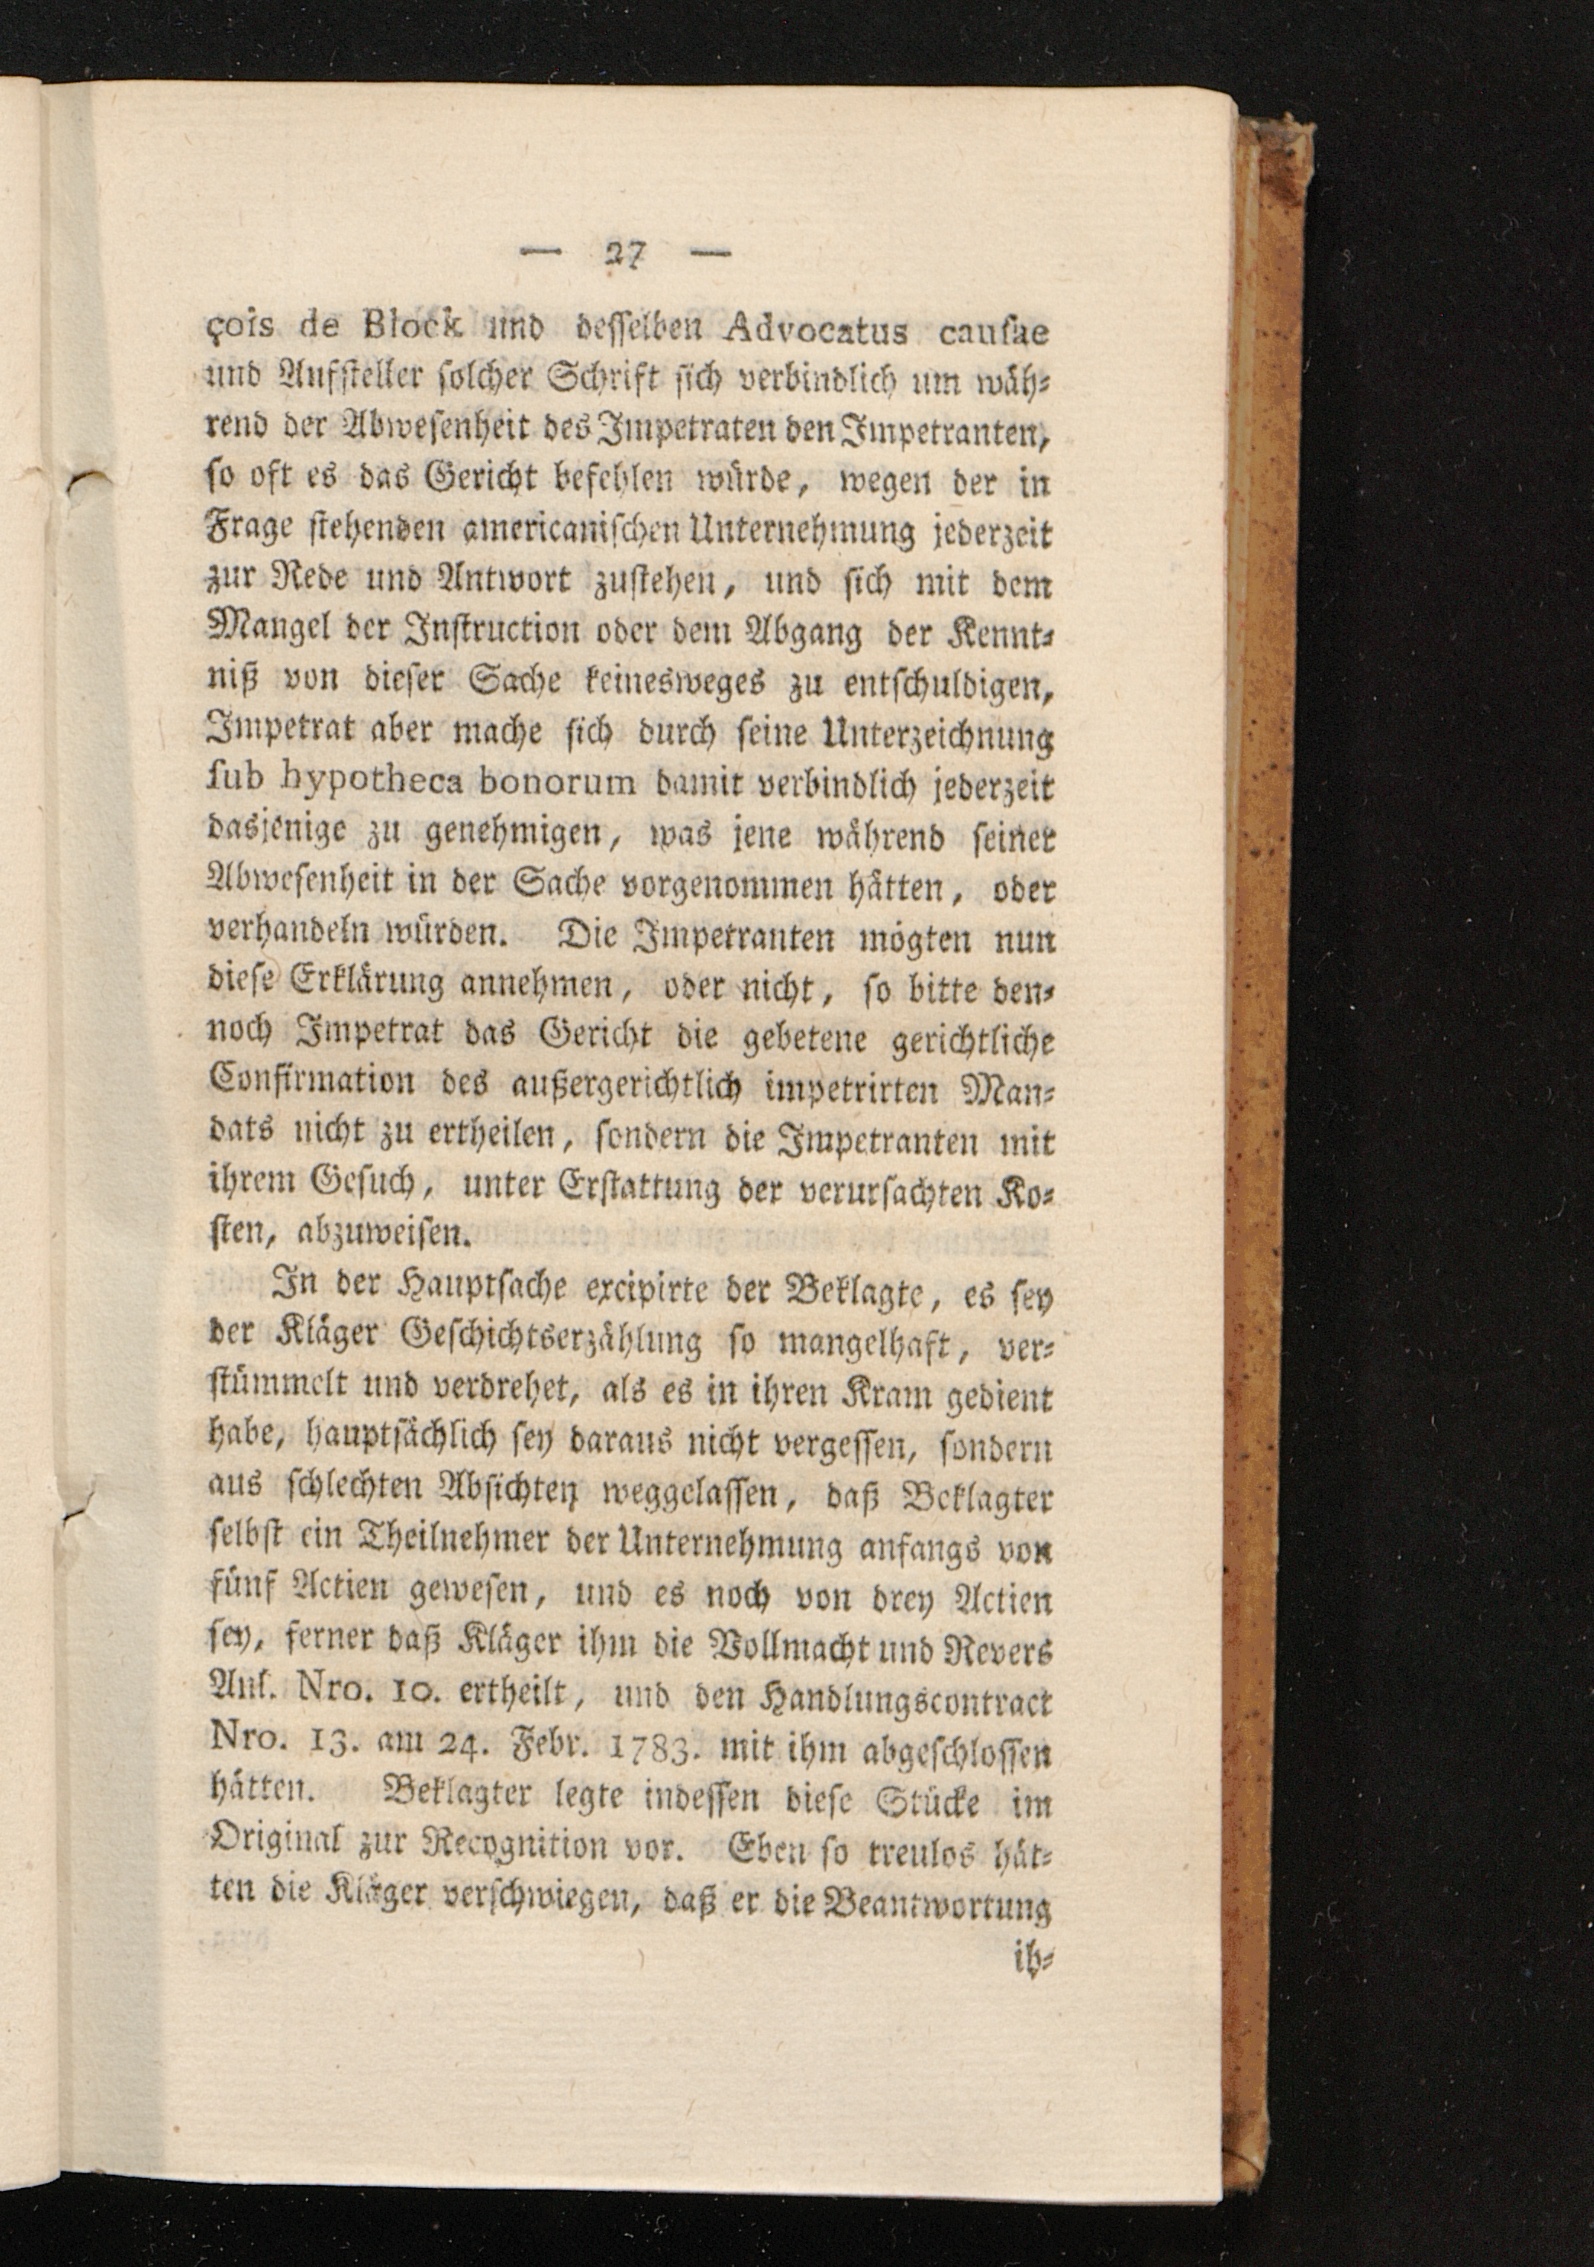 — 27 —
çois de Block und desselben Advocatus causae
und Aufsteller solcher Schrift sich verbindlich um wäh-
rend der Abwesenheit des Impetraten den Impetranten,
so oft es das Gericht befehlen würde, wegen der in
Frage stehenden americanischen Unternehmung jederzeit
zur Rede und Antwort zustehen, und sich mit dem
Mangel der Instruction oder dem Abgang der Kennt-
niß von dieser Sache keinesweges zu entschuldigen,
Impetrat aber mache sich durch seine Unterzeichnung
sub hypotheca bonorum damit verbindlich jederzeit
dasjenige zu genehmigen, was jene während seiner
Abwesenheit in der Sache vorgenommen hätten, oder
verhandeln würden. Die Impetranten mögten nun
diese Erklärung annehmen, oder nicht, so bitte den-
noch Impetrat das Gericht die gebetene gerichtliche
Confirmation des außergerichtlich impetrirten Man-
dats nicht zu ertheilen, sondern die Impetranten mit
ihrem Gesuch, unter Erstattung der verursachten Ko-
sten, abzuweisen.
In der Hauptsache excipirte der Beklagte, es sey
der Kläger Geschichtserzählung so mangelhaft, ver-
stümmelt und verdrehet, als es in ihren Kram gedient
habe, hauptsächlich sey daraus nicht vergessen, sondern
aus schlechten Absichten weggelassen, daß Beklagter
selbst ein Theilnehmer der Unternehmung anfangs von
fünf Actien gewesen, und es noch von drey Actien
sey, ferner daß Kläger ihm die Vollmacht und Revers
Anl. Nro. 10. ertheilt, und den Handlungscontract
Nro. 13. am 24. Febr. 1783. mit ihm abgeschlossen
hätten. Beklagter legte indessen diese Stücke im
Original zur Recognition vor. Eben so treulos hät-
ten die Kläger verschwiegen, daß er die Beantwortung
ih-